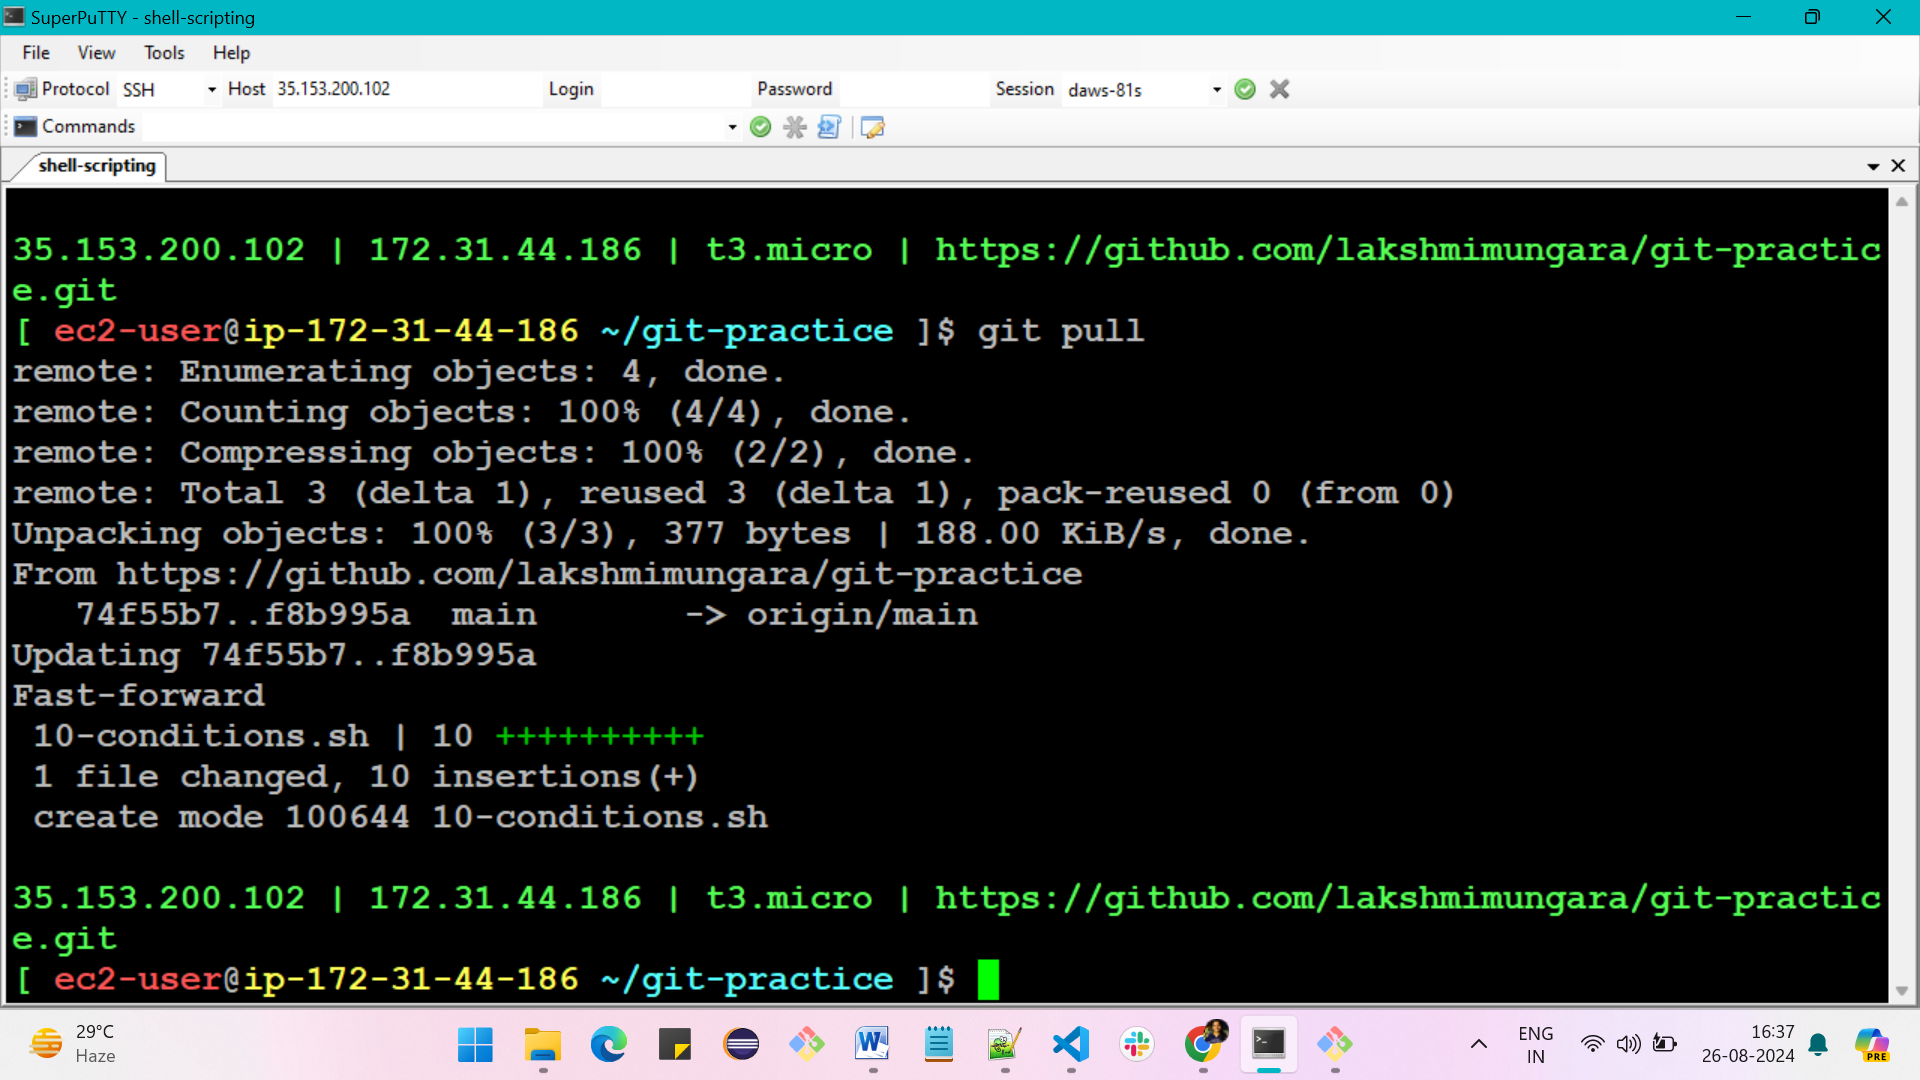 SuperPuTTY - shell-scripting
File View Tools Help
Protocol SSH Host 35.153.200.102 Login Password Session daws-81s
Commands
shell-scripting
35.153.200.102 | 172.31.44.186 | t3.micro | https://github.com/lakshmimungara/git-practic
e.git
[ ec2-user@ip-172-31-44-186 ~/git-practice ]$ git pull
remote: Enumerating objects: 4, done.
remote: Counting objects: 100% (4/4), done.
remote: Compressing objects: 100% (2/2), done.
remote: Total 3 (delta 1), reused 3 (delta 1), pack-reused 0 (from 0)
Unpacking objects: 100% (3/3), 377 bytes | 188.00 KiB/s, done.
From https://github.com/lakshmimungara/git-practice
   74f55b7..f8b995a  main       -> origin/main
Updating 74f55b7..f8b995a
Fast-forward
 10-conditions.sh | 10 ++++++++++
 1 file changed, 10 insertions(+)
 create mode 100644 10-conditions.sh
35.153.200.102 | 172.31.44.186 | t3.micro | https://github.com/lakshmimungara/git-practic
e.git
[ ec2-user@ip-172-31-44-186 ~/git-practice ]$
29°C
Haze
ENG
IN
16:37
26-08-2024
PRE